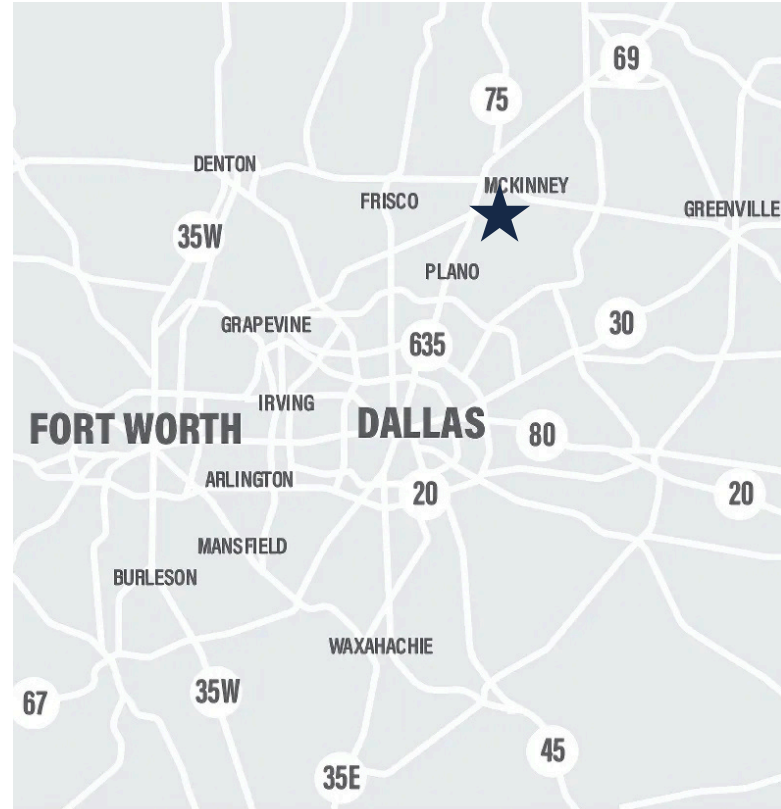 69
75
DENTON
MCKINNEY
FRISCO
GREENVILLE
35W
PLANO
GRAPEVINE
30
635
IRVING
FORT WORTH
DALLAS
80
ARLINGTON
20
20
MANSFIELD
BURLESON
WAXAHACHIE
67
35W
45
35E